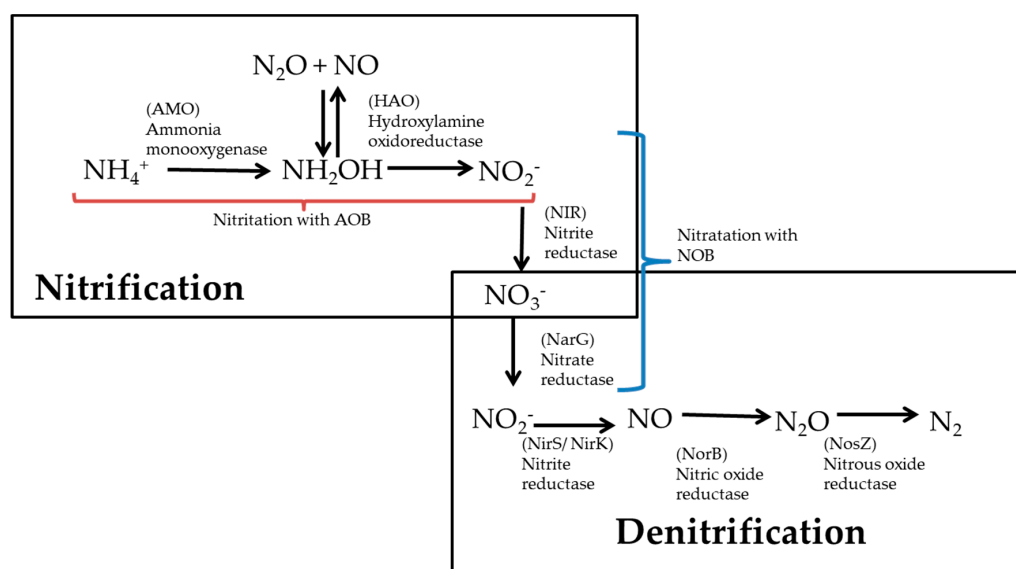 N₂O + NO
(AMO)
Ammonia
monooxygenase
(HAO)
Hydroxylamine
oxidoreductase
NH₄⁺
NH₂OH
NO₂⁻
Nitritation with AOB
(NIR)
Nitrite
reductase
Nitratation with
NOB
Nitrification
NO₃⁻
(NarG)
Nitrate
reductase
NO₂⁻
NO
N₂O
N₂
(NirS/ NirK)
Nitrite
reductase
(NorB)
Nitric oxide
reductase
(NosZ)
Nitrous oxide
reductase
Denitrification